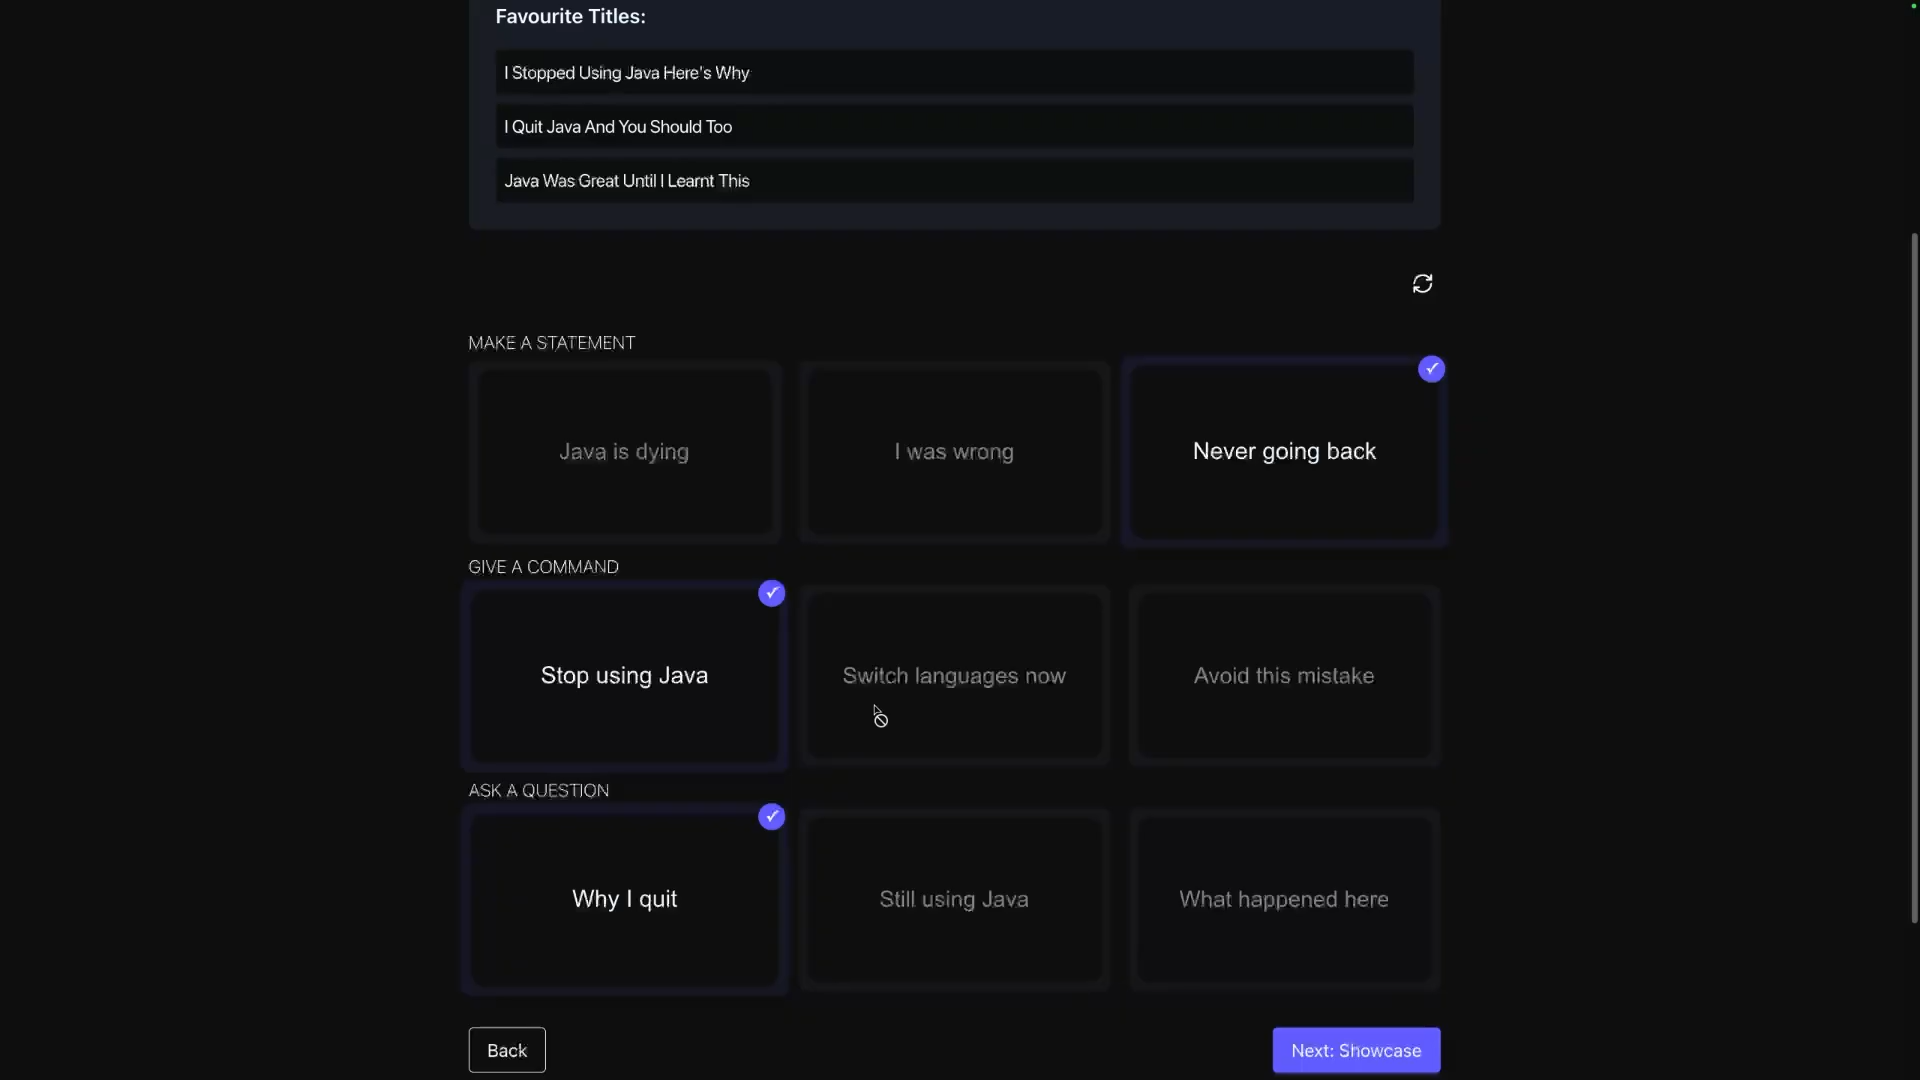 Favourite Titles:
I Stopped Using Java Here's Why
I Quit Java And You Should Too
Java Was Great Until I Learnt This
MAKE A STATEMENT
Java is dying
I was wrong
Never going back
GIVE A COMMAND
Stop using Java
Switch languages now
Avoid this mistake
ASK A QUESTION
Why I quit
Still using Java
What happened here
Back
Next: Showcase